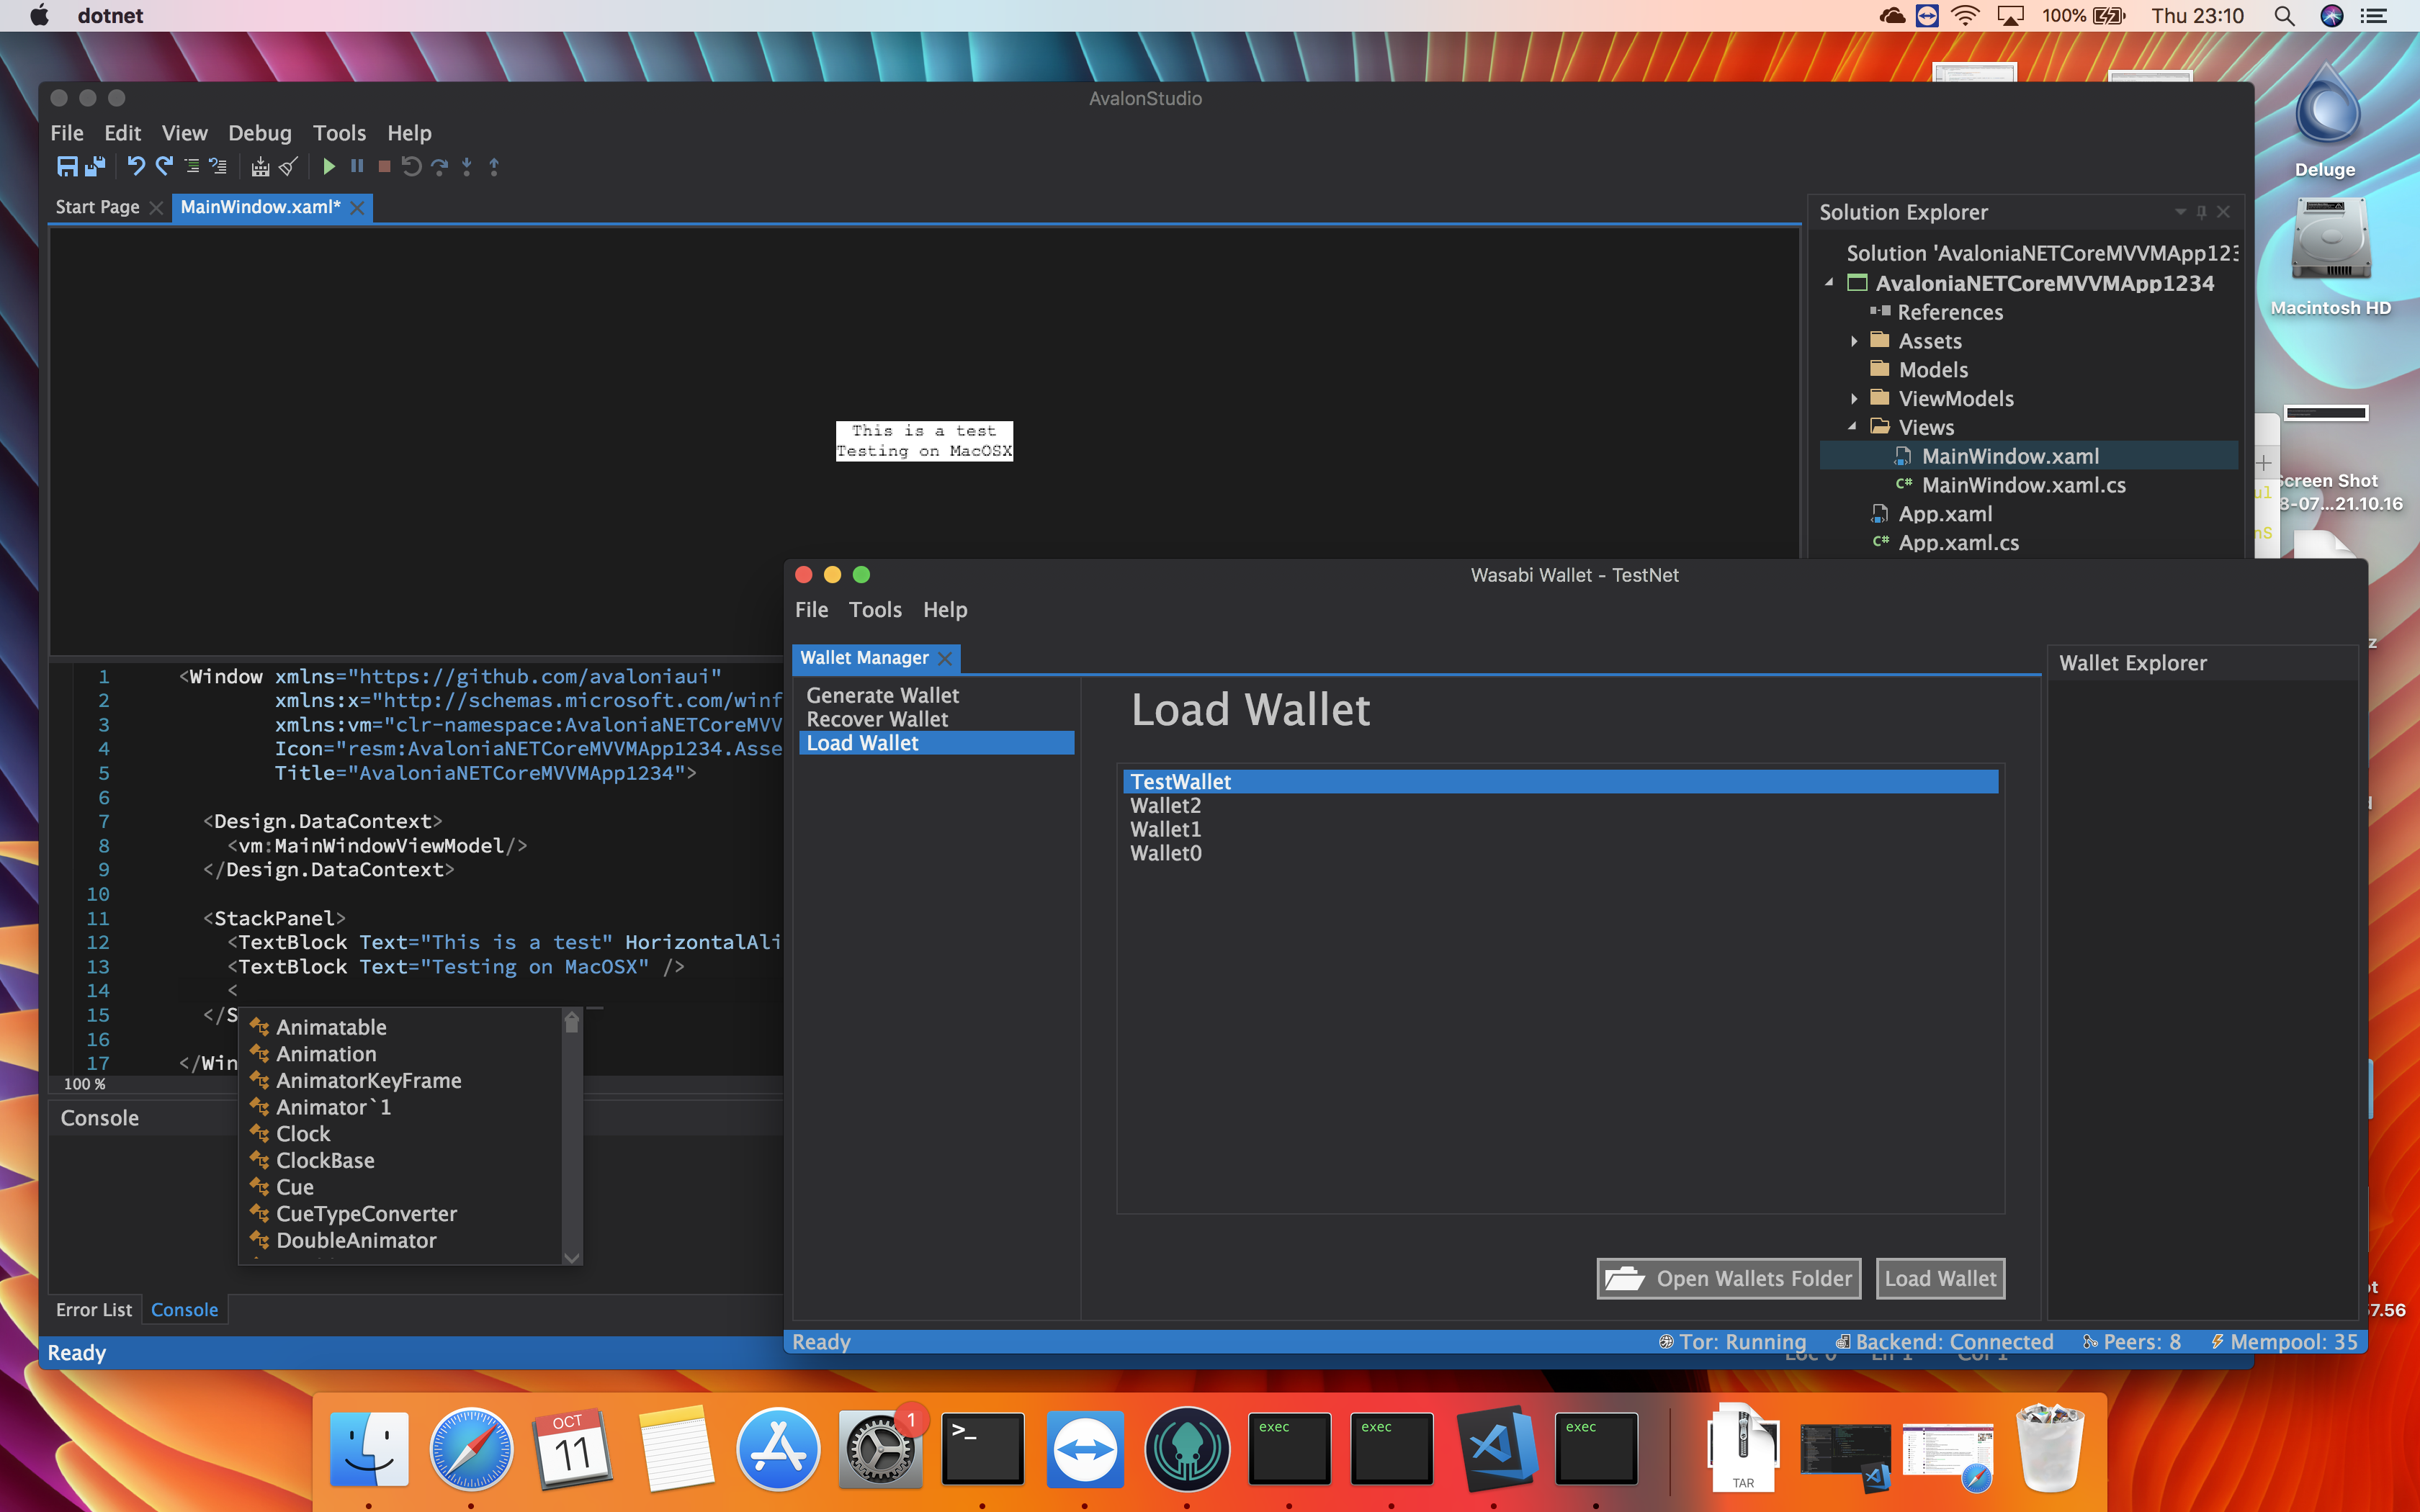 dotnet
100%
Thu 23:10
AvalonStudio
File Edit View Debug Tools Help
Start Page
MainWindow.xaml*
This is a test
Testing on MacOSX
Solution Explorer
Solution 'AvaloniaNETCoreMVVMApp123
AvaloniaNETCoreMVVMApp1234
References
Assets
Models
ViewModels
Views
MainWindow.xaml
C# MainWindow.xaml.cs
App.xaml
C# App.xaml.cs
Deluge
Macintosh HD
Screen Shot
8-07...21.10.16
1 <Window xmlns="https://github.com/avaloniaui"
2 xmlns:x="http://schemas.microsoft.com/winf
3 xmlns:vm="clr-namespace:AvaloniaNETCoreMVV
4 Icon="resm:AvaloniaNETCoreMVVMApp1234.Asse
5 Title="AvaloniaNETCoreMVVMApp1234">
6
7 <Design.DataContext>
8 <vm:MainWindowViewModel/>
9 </Design.DataContext>
10
11 <StackPanel>
12 <TextBlock Text="This is a test" HorizontalAli
13 <TextBlock Text="Testing on MacOSX" />
14 <
15 </S
16
17 </Win
100 %
Animatable
Animation
AnimatorKeyFrame
Animator`1
Clock
ClockBase
Cue
CueTypeConverter
DoubleAnimator
Console
Error List Console
Ready
Wasabi Wallet - TestNet
File Tools Help
Wallet Manager
Generate Wallet
Recover Wallet
Load Wallet
Load Wallet
TestWallet
Wallet2
Wallet1
Wallet0
Open Wallets Folder
Load Wallet
Wallet Explorer
Ready
Tor: Running
Backend: Connected
Peers: 8
Mempool: 35
7.56
OCT
11
1
>_
exec
exec
exec
TAR